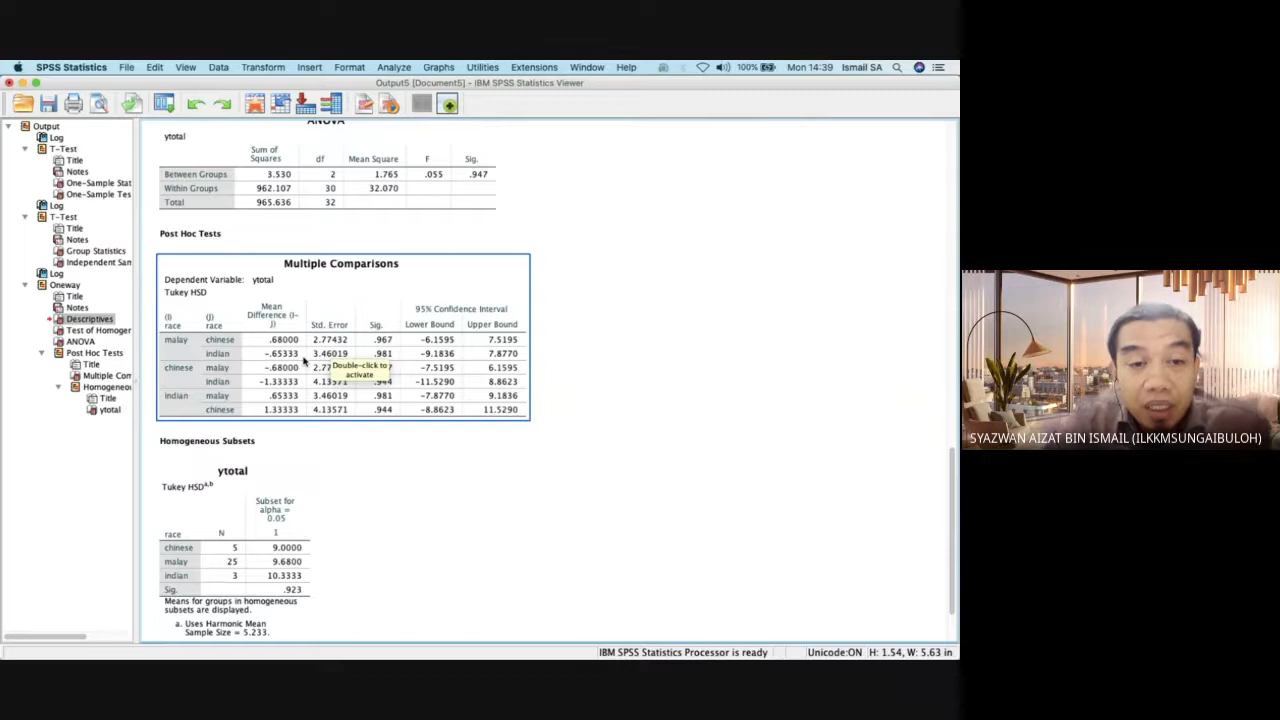 SPSS Statistics File Edit View Data Transform Insert Format Analyze Graphs Utilities Extensions Window Help 100% Mon 14:39 Ismail SA
Output5 [Document5] - IBM SPSS Statistics Viewer
Output
Log
T-Test
Title
Notes
One-Sample Stat
One-Sample Tes
Log
T-Test
Title
Notes
Group Statistics
Independent San
Log
Oneway
Title
Notes
Descriptives
Test of Homoger
ANOVA
Post Hoc Tests
Title
Multiple Com
Homogeneo
Title
ytotal
ANOVA
ytotal
Sum of Squares df Mean Square F Sig.
Between Groups 3.530 2 1.765 .055 .947
Within Groups 962.107 30 32.070
Total 965.636 32
Post Hoc Tests
Multiple Comparisons
Dependent Variable: ytotal
Tukey HSD
(I) race (J) race Mean Difference (I-J) Std. Error Sig. 95% Confidence Interval
Lower Bound Upper Bound
malay chinese .68000 2.77432 .967 -6.1595 7.5195
indian -.65333 3.46019 .981 -9.1836 7.8770
chinese malay -.68000 -7.5195 6.1595
indian -1.33333 4.13571 .944 -11.5290 8.8623
indian malay .65333 3.46019 .981 -7.8770 9.1836
chinese 1.33333 4.13571 .944 -8.8623 11.5290
Double-click to
activate
Homogeneous Subsets
ytotal
Tukey HSDa,b
Subset for
alpha =
0.05
race N 1
chinese 5 9.0000
malay 25 9.6800
indian 3 10.3333
Sig. .923
Means for groups in homogeneous
subsets are displayed.
a. Uses Harmonic Mean
Sample Size = 5.233.
IBM SPSS Statistics Processor is ready Unicode:ON H: 1.54, W: 5.63 in
SYAZWAN AIZAT BIN ISMAIL (ILKKMSUNGAIBULOH)